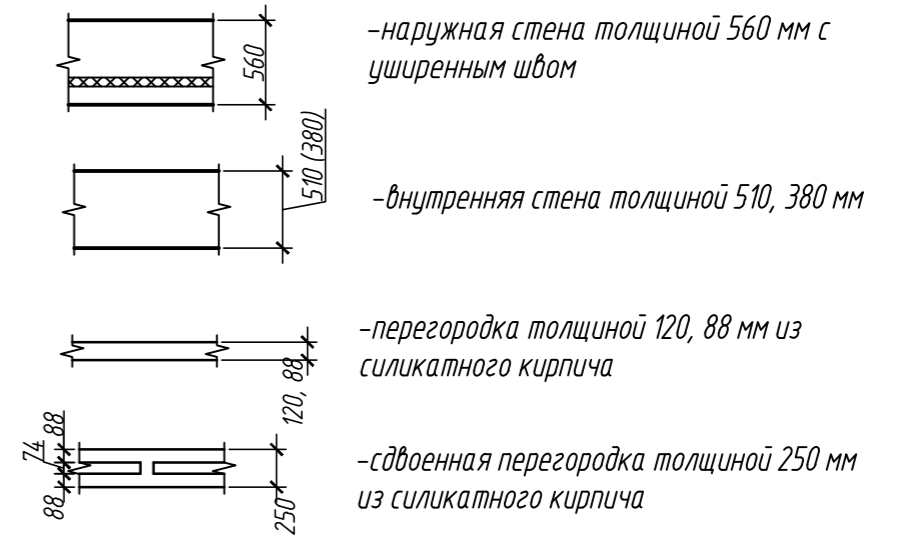 560
-наружная стена толщиной 560 мм с
уширенным швом
510 (380)
-внутренняя стена толщиной 510, 380 мм
120, 88
-перегородка толщиной 120, 88 мм из
силикатного кирпича
88
74
88
250
-сдвоенная перегородка толщиной 250 мм
из силикатного кирпича